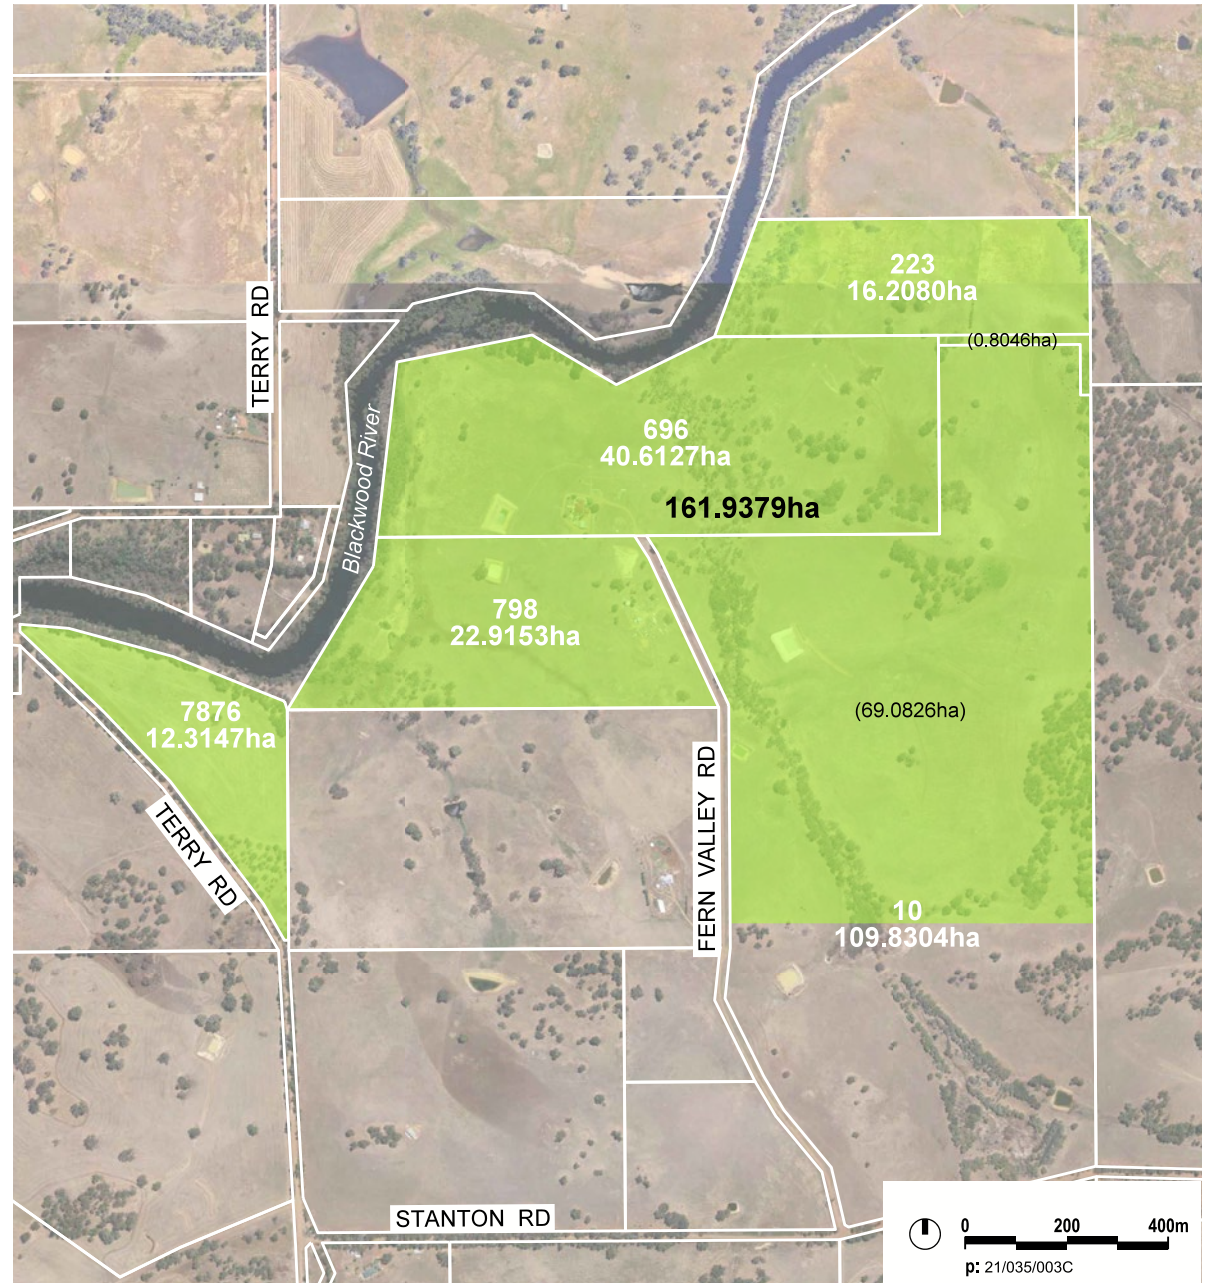 223
16.2080ha
TERRY RD
(0.8046ha)
Blackwood River
696
40.6127ha
161.9379ha
798
22.9153ha
7876
12.3147ha
(69.0826ha)
FERN VALLEY RD
TERRY RD
10
109.8304ha
STANTON RD
0 200 400m
p: 21/035/003C